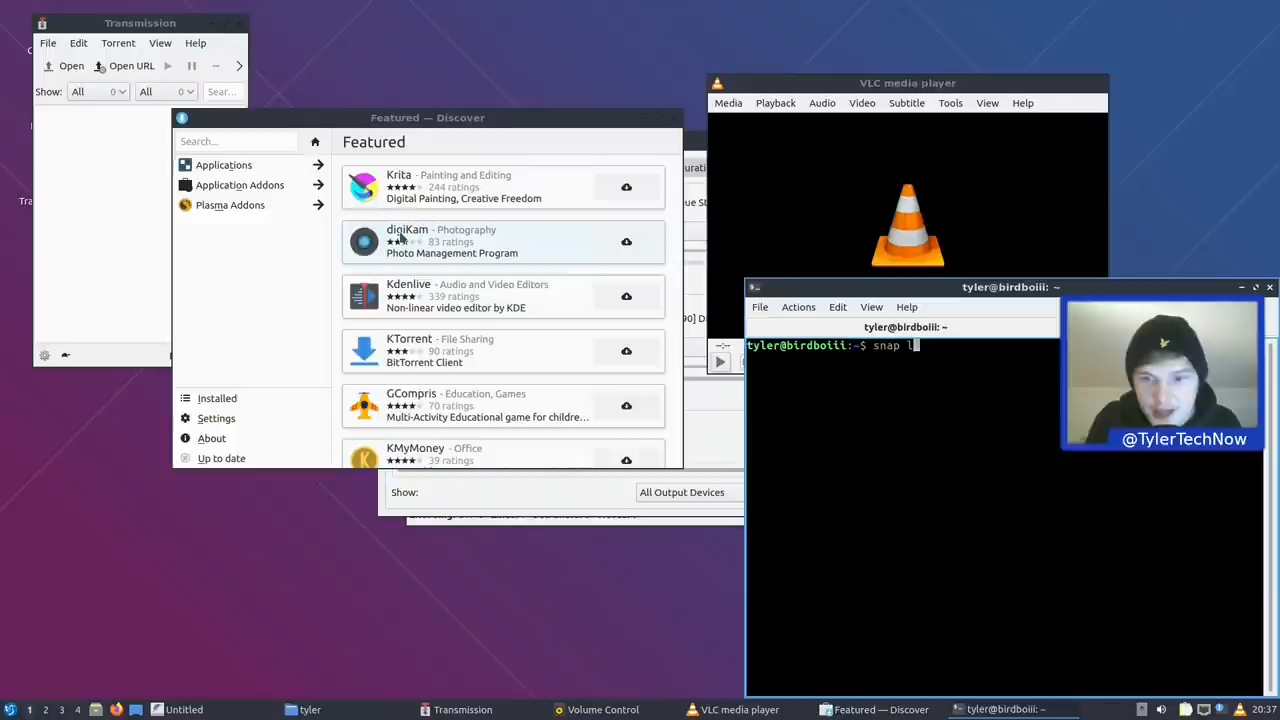 Transmission
File Edit Torrent View Help
Open Open URL
Show: All 0 All 0 Sear...
Featured — Discover
Search...
Applications
Application Addons
Plasma Addons
Installed
Settings
About
Up to date
Featured
Krita - Painting and Editing
244 ratings
Digital Painting, Creative Freedom
digiKam - Photography
83 ratings
Photo Management Program
Kdenlive - Audio and Video Editors
339 ratings
Non-linear video editor by KDE
KTorrent - File Sharing
90 ratings
BitTorrent Client
GCompris - Education, Games
70 ratings
Multi-Activity Educational game for childre...
KMyMoney - Office
39 ratings
Show: All Output Devices
VLC media player
Media Playback Audio Video Subtitle Tools View Help
--:--
tyler@birdboiii: ~
File Actions Edit View Help
tyler@birdboiii: ~
tyler@birdboiii:~$ snap l
@TylerTechNow
1 2 3 4 Untitled tyler Transmission Volume Control VLC media player Featured — Discover tyler@birdboiii: ~ 20:37